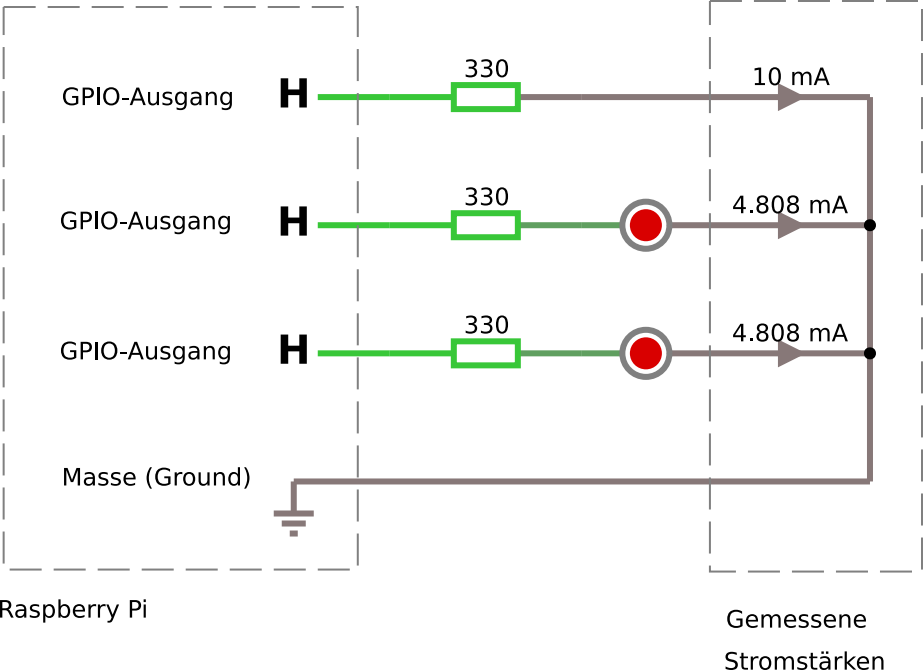 330
10 mA
GPIO-Ausgang H
330
4.808 mA
GPIO-Ausgang H
330
4.808 mA
GPIO-Ausgang H
Masse (Ground)
Raspberry Pi
Gemessene
Stromstärken